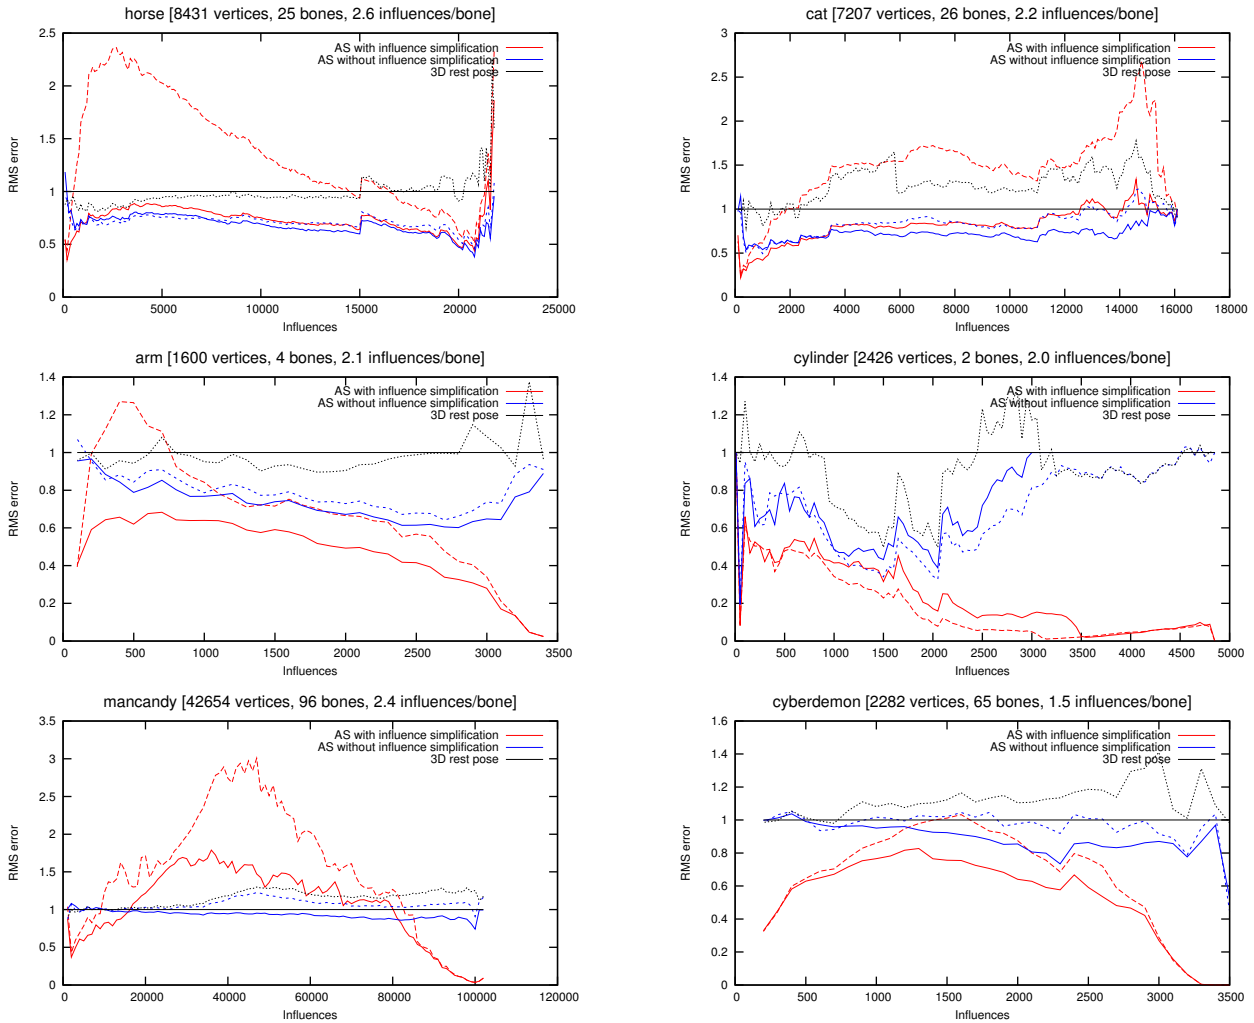 horse [8431 vertices, 25 bones, 2.6 influences/bone]
2.5
2
1.5
1
0.5
0
RMS error
AS with influence simplification
AS without influence simplification
3D rest pose
0 5000 10000 15000 20000 25000
Influences
cat [7207 vertices, 26 bones, 2.2 influences/bone]
3
2.5
2
1.5
1
0.5
0
RMS error
AS with influence simplification
AS without influence simplification
3D rest pose
0 2000 4000 6000 8000 10000 12000 14000 16000 18000
Influences
arm [1600 vertices, 4 bones, 2.1 influences/bone]
1.4
1.2
1
0.8
0.6
0.4
0.2
0
RMS error
AS with influence simplification
AS without influence simplification
3D rest pose
0 500 1000 1500 2000 2500 3000 3500
Influences
cylinder [2426 vertices, 2 bones, 2.0 influences/bone]
1.4
1.2
1
0.8
0.6
0.4
0.2
0
RMS error
AS with influence simplification
AS without influence simplification
3D rest pose
0 500 1000 1500 2000 2500 3000 3500 4000 4500 5000
Influences
mancandy [42654 vertices, 96 bones, 2.4 influences/bone]
3.5
3
2.5
2
1.5
1
0.5
0
RMS error
AS with influence simplification
AS without influence simplification
3D rest pose
0 20000 40000 60000 80000 100000 120000
Influences
cyberdemon [2282 vertices, 65 bones, 1.5 influences/bone]
1.6
1.4
1.2
1
0.8
0.6
0.4
0.2
0
RMS error
AS with influence simplification
AS without influence simplification
3D rest pose
0 500 1000 1500 2000 2500 3000 3500
Influences